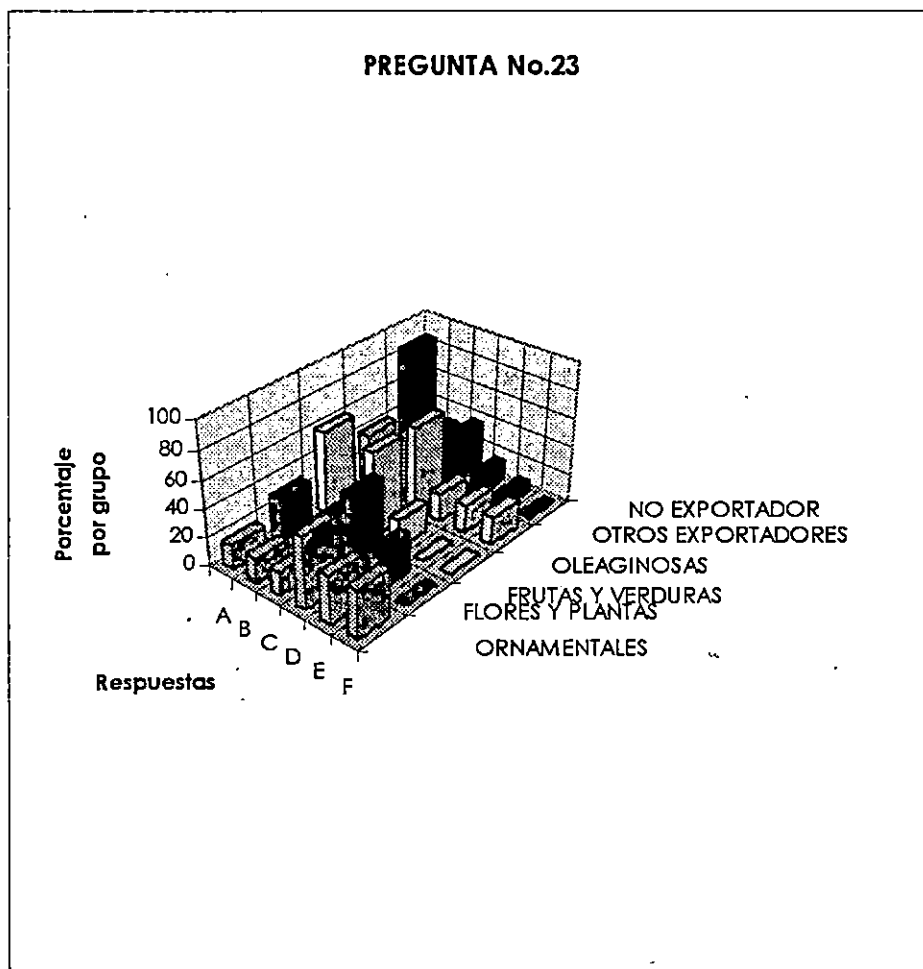 PREGUNTA No.23
Porcentaje
por grupo
100
80
60
40
20
0
A
B
C
D
E
F
Respuestas
NO EXPORTADOR
OTROS EXPORTADORES
OLEAGINOSAS
FRUTAS Y VERDURAS
FLORES Y PLANTAS
ORNAMENTALES